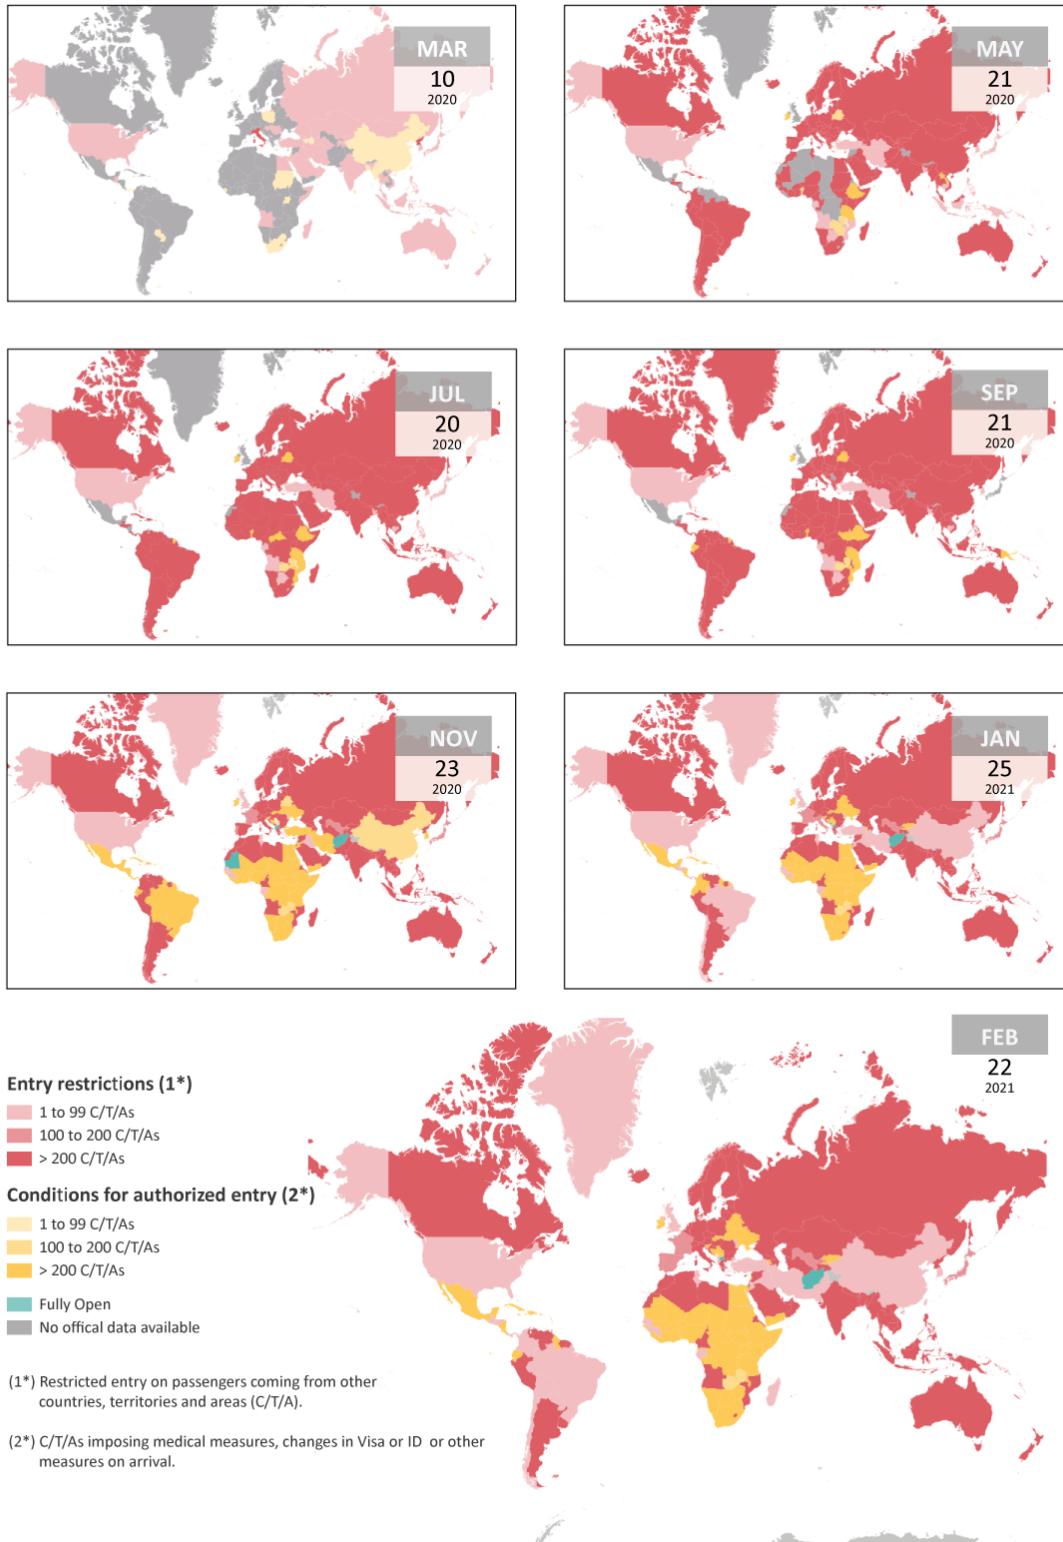 MAR
10
2020
MAY
21
2020
JUL
20
2020
SEP
21
2020
NOV
23
2020
JAN
25
2021
FEB
22
2021
Entry restrictions (1*)
1 to 99 C/T/As
100 to 200 C/T/As
> 200 C/T/As
Conditions for authorized entry (2*)
1 to 99 C/T/As
100 to 200 C/T/As
> 200 C/T/As
Fully Open
No offical data available
(1*) Restricted entry on passengers coming from other
countries, territories and areas (C/T/A).
(2*) C/T/As imposing medical measures, changes in Visa or ID or other
measures on arrival.